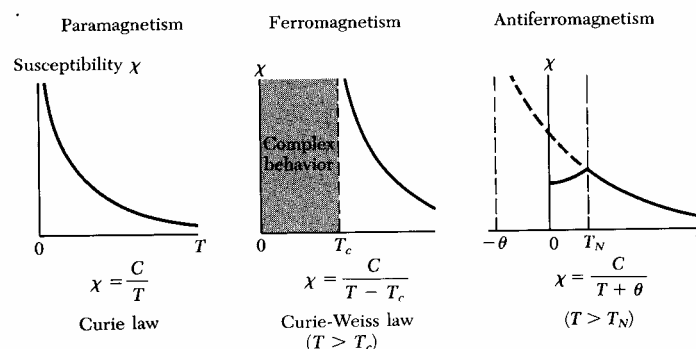 Paramagnetism
Susceptibility χ
0
T
χ = C/T
Curie law
Ferromagnetism
χ
Complex
behavior
0
T_c
χ = C/(T − T_c)
Curie-Weiss law
(T > T_c)
Antiferromagnetism
χ
−θ
0
T_N
χ = C/(T + θ)
(T > T_N)